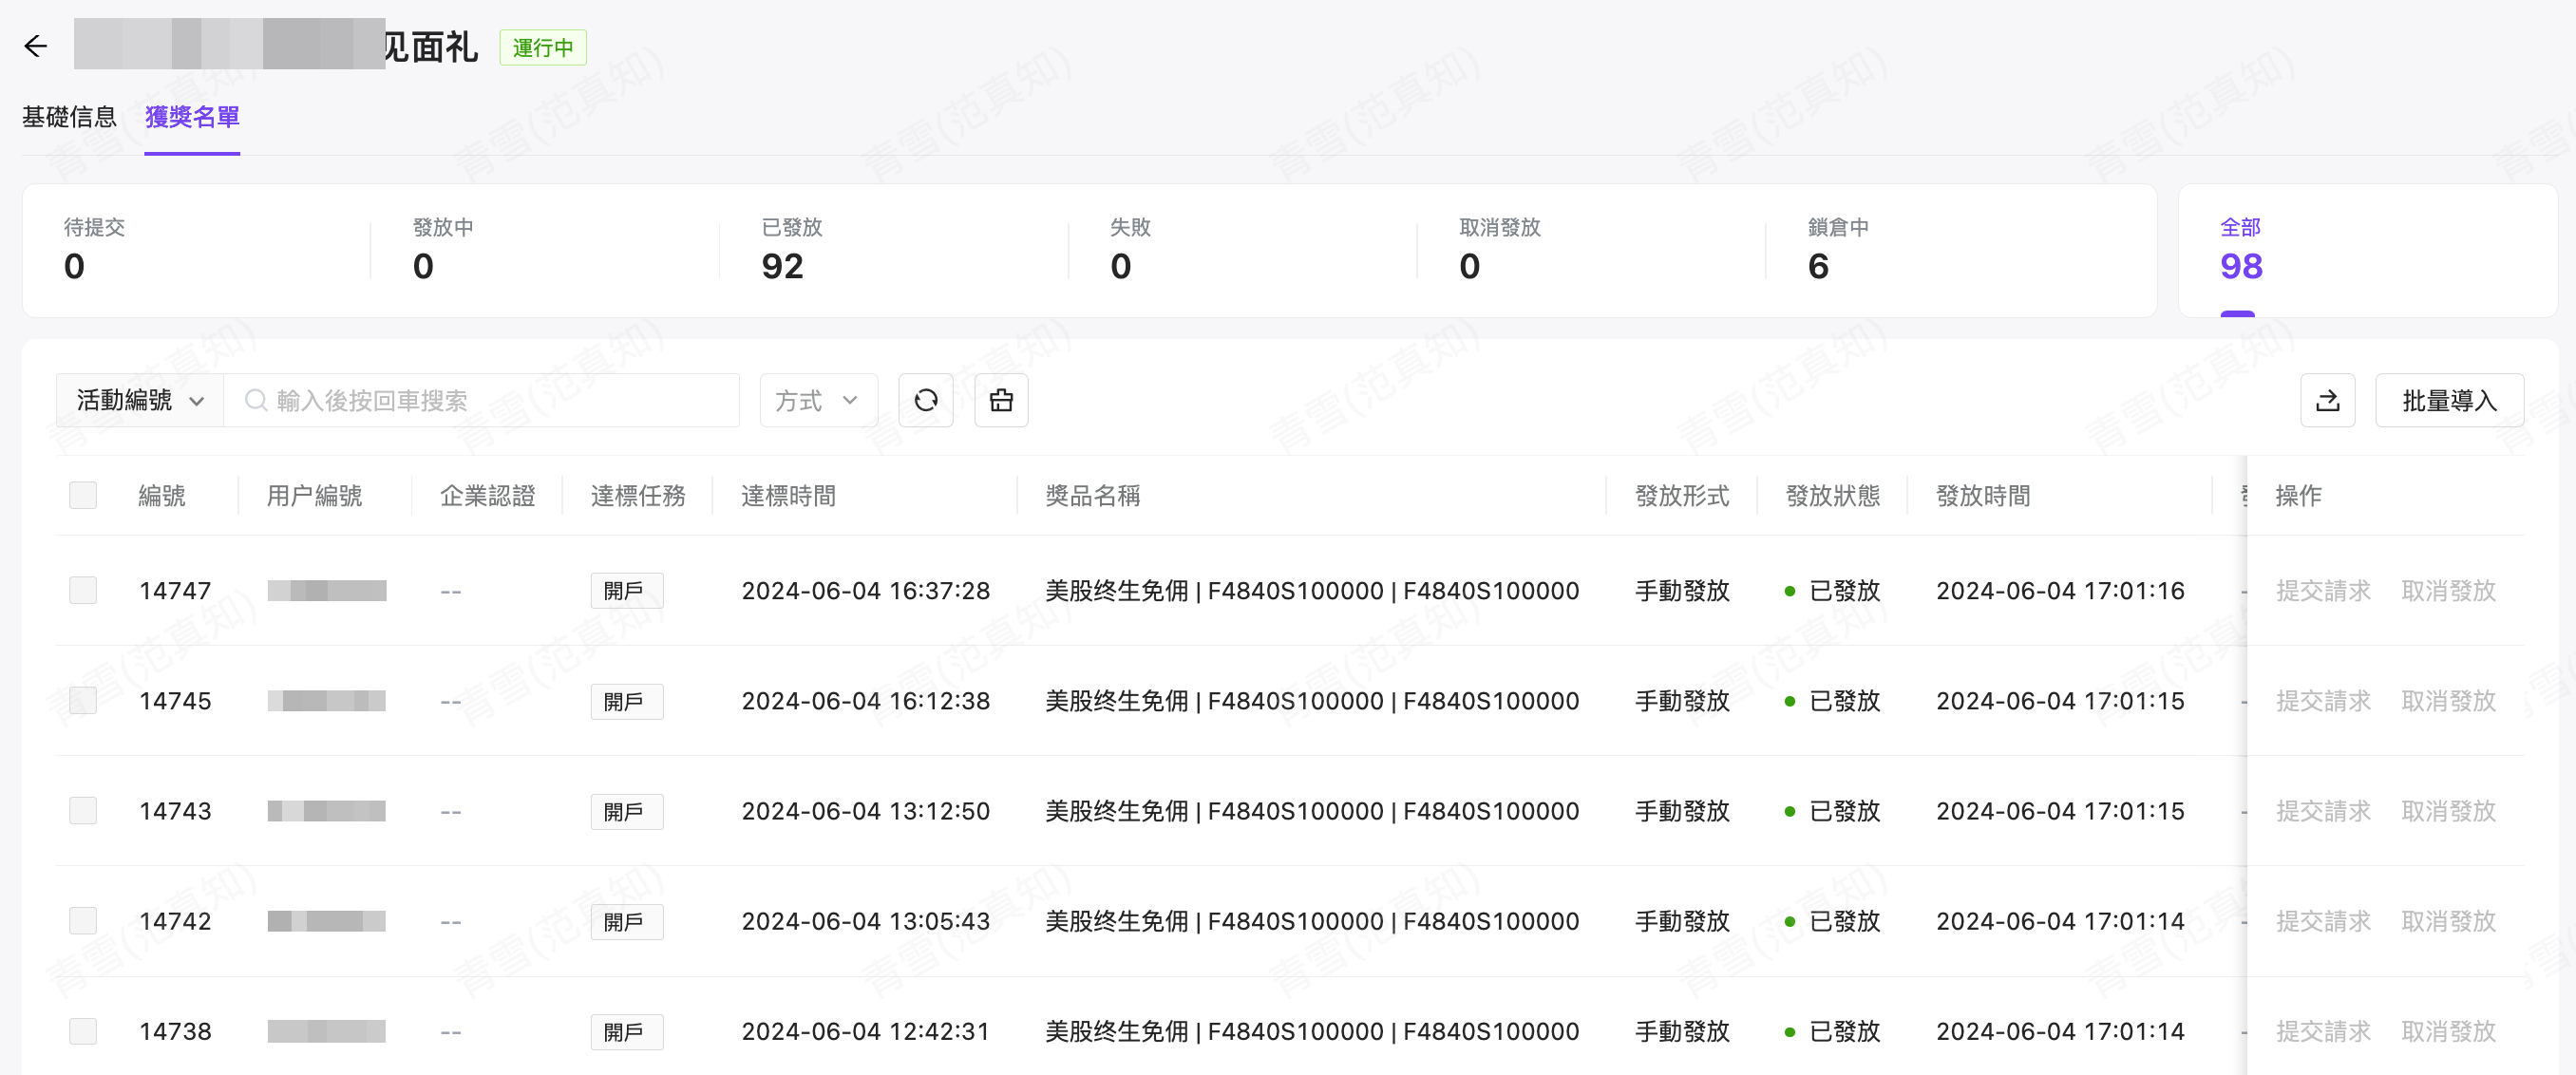 见面礼 運行中
基礎信息 獲獎名單
待提交 發放中 已發放 失敗 取消發放 鎖倉中 全部
0 0 92 0 0 6 98
活動編號 輸入後按回車搜索 方式 批量導入
編號 用户編號 企業認證 達標任務 達標時間 獎品名稱 發放形式 發放狀態 發放時間 操作
14747 -- 開戶 2024-06-04 16:37:28 美股终生免佣 | F4840S100000 | F4840S100000 手動發放 已發放 2024-06-04 17:01:16 - 提交請求 取消發放
14745 -- 開戶 2024-06-04 16:12:38 美股终生免佣 | F4840S100000 | F4840S100000 手動發放 已發放 2024-06-04 17:01:15 - 提交請求 取消發放
14743 -- 開戶 2024-06-04 13:12:50 美股终生免佣 | F4840S100000 | F4840S100000 手動發放 已發放 2024-06-04 17:01:15 - 提交請求 取消發放
14742 -- 開戶 2024-06-04 13:05:43 美股终生免佣 | F4840S100000 | F4840S100000 手動發放 已發放 2024-06-04 17:01:14 - 提交請求 取消發放
14738 -- 開戶 2024-06-04 12:42:31 美股终生免佣 | F4840S100000 | F4840S100000 手動發放 已發放 2024-06-04 17:01:14 - 提交請求 取消發放
青雪(范真知)